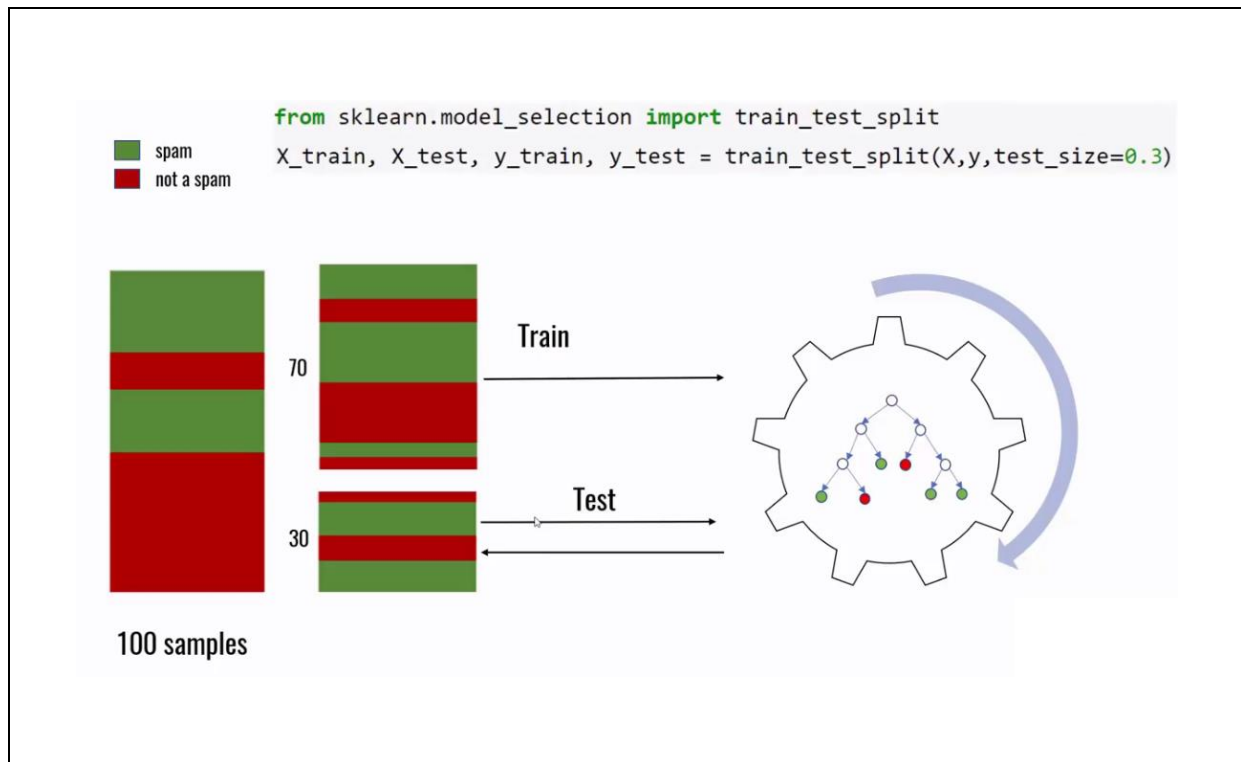 from sklearn.model_selection import train_test_split
X_train, X_test, y_train, y_test = train_test_split(X,y,test_size=0.3)
spam
not a spam
70
Train
30
Test
100 samples